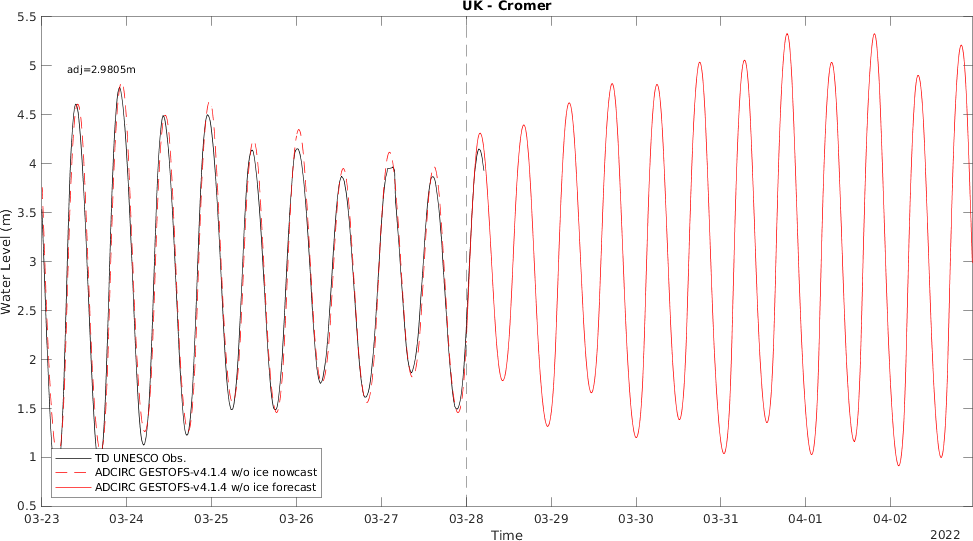 UK - Cromer
5.5
5
4.5
4
3.5
3
2.5
2
1.5
1
0.5
Water Level (m)
adj=2.9805m
TD UNESCO Obs.
ADCIRC GESTOFS-v4.1.4 w/o ice nowcast
ADCIRC GESTOFS-v4.1.4 w/o ice forecast
03-23 03-24 03-25 03-26 03-27 03-28 03-29 03-30 03-31 04-01 04-02
Time
2022